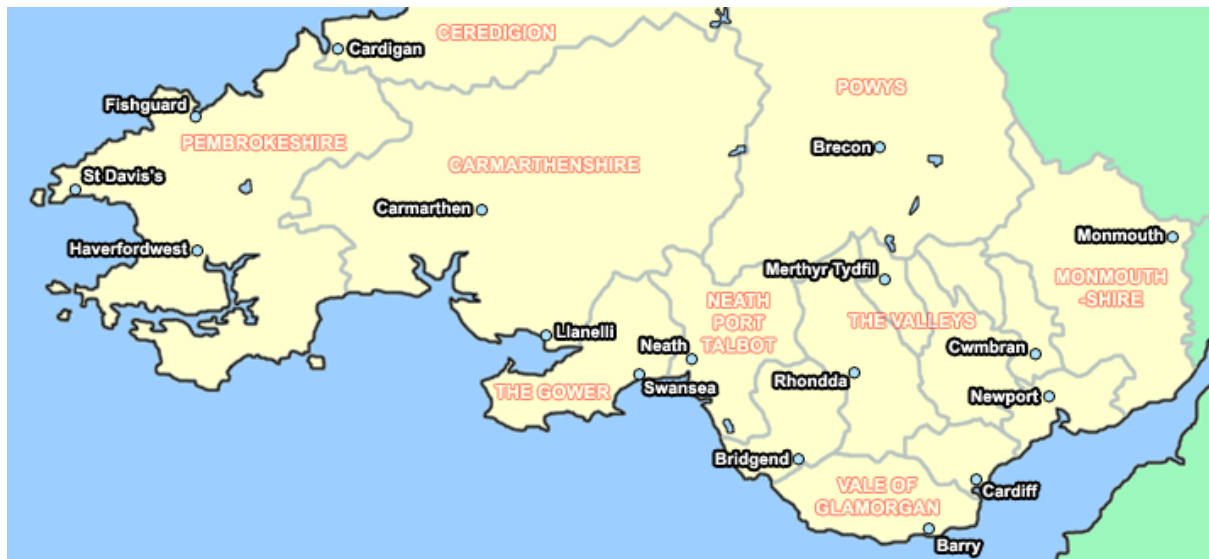 CEREDIGION
Cardigan
POWYS
Fishguard
PEMBROKESHIRE
Brecon
CARMARTHENSHIRE
St Davis's
Carmarthen
Monmouth
Haverfordwest
Merthyr Tydfil
MONMOUTH
-SHIRE
NEATH
PORT
TALBOT
THE VALLEYS
Llanelli
Neath
Cwmbran
Rhondda
THE GOWER
Swansea
Newport
Bridgend
VALE OF
GLAMORGAN
Cardiff
Barry